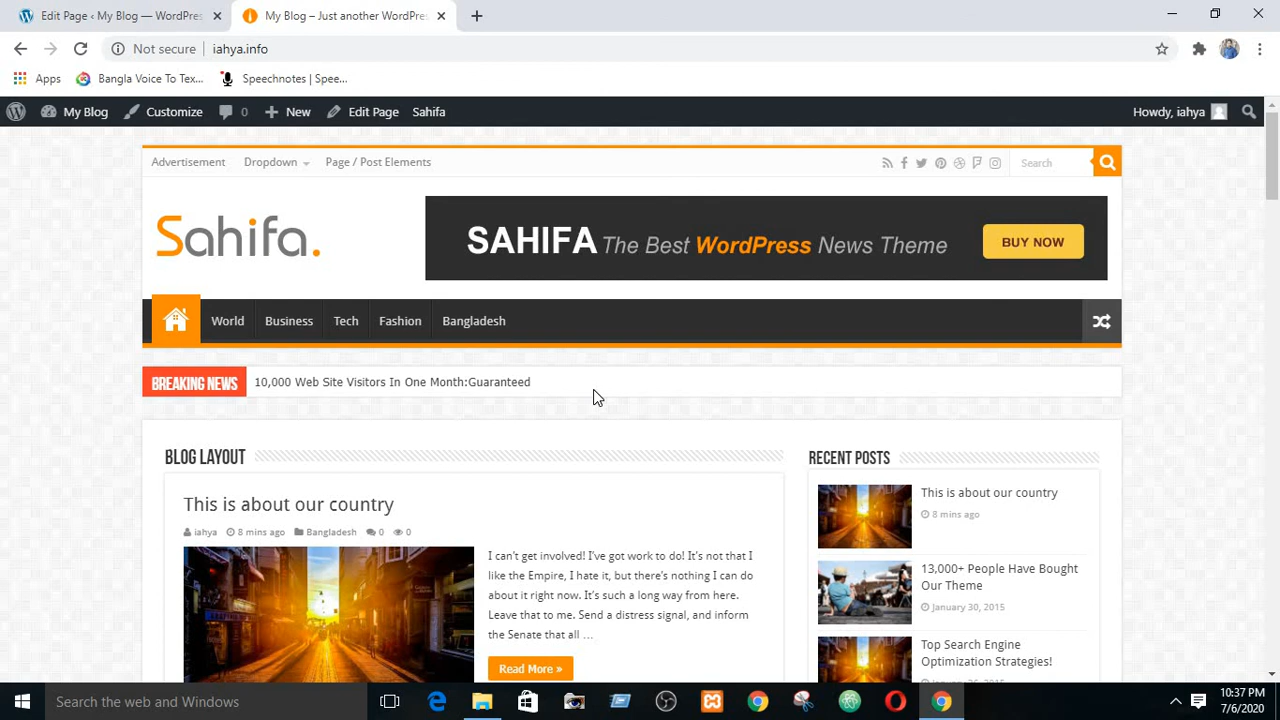 Edit Page < My Blog — WordPres
My Blog – Just another WordPres
Not secure iahya.info
Apps Bangla Voice To Tex... Speechnotes | Spee...
My Blog Customize 0 New Edit Page Sahifa Howdy, iahya
Advertisement Dropdown Page / Post Elements Search
Sahifa.
SAHIFA The Best WordPress News Theme BUY NOW
World Business Tech Fashion Bangladesh
BREAKING NEWS 10,000 Web Site Visitors In One Month:Guaranteed
BLOG LAYOUT
This is about our country
iahya 8 mins ago Bangladesh 0 0
I can't get involved! I've got work to do! It's not that I
like the Empire, I hate it, but there's nothing I can do
about it right now. It's such a long way from here.
Leave that to me. Send a distress signal, and inform
the Senate that all …
Read More »
RECENT POSTS
This is about our country
8 mins ago
13,000+ People Have Bought
Our Theme
January 30, 2015
Top Search Engine
Optimization Strategies!
Search the web and Windows
10:37 PM
7/6/2020